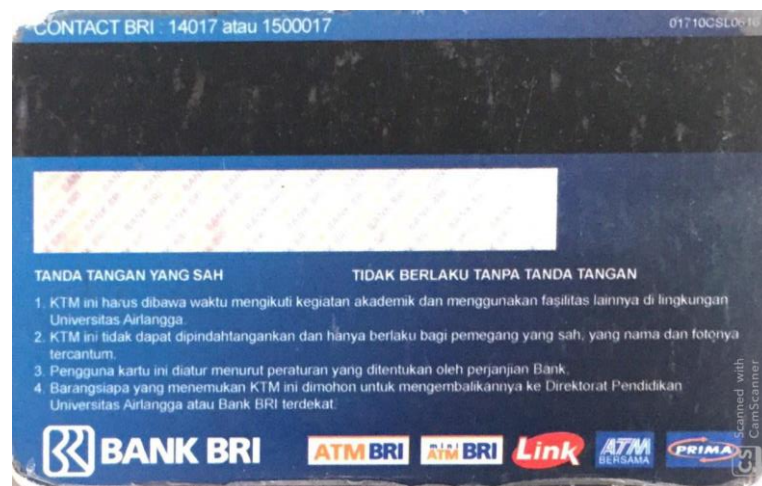 CONTACT BRI : 14017 atau 1500017
01710CSL0616
TANDA TANGAN YANG SAH
TIDAK BERLAKU TANPA TANDA TANGAN
1. KTM ini harus dibawa waktu mengikuti kegiatan akademik dan menggunakan fasilitas lainnya di lingkungan
Universitas Airlangga.
2. KTM ini tidak dapat dipindahtangankan dan hanya berlaku bagi pemegang yang sah, yang nama dan fotonya
tercantum.
3. Pengguna kartu ini diatur menurut peraturan yang ditentukan oleh perjanjian Bank.
4. Barangsiapa yang menemukan KTM ini dimohon untuk mengembalikannya ke Direktorat Pendidikan
Universitas Airlangga atau Bank BRI terdekat.
BANK BRI
ATM BRI
mini ATM BRI
Link
ATM BERSAMA
PRIMA
CS Scanned with
CamScanner